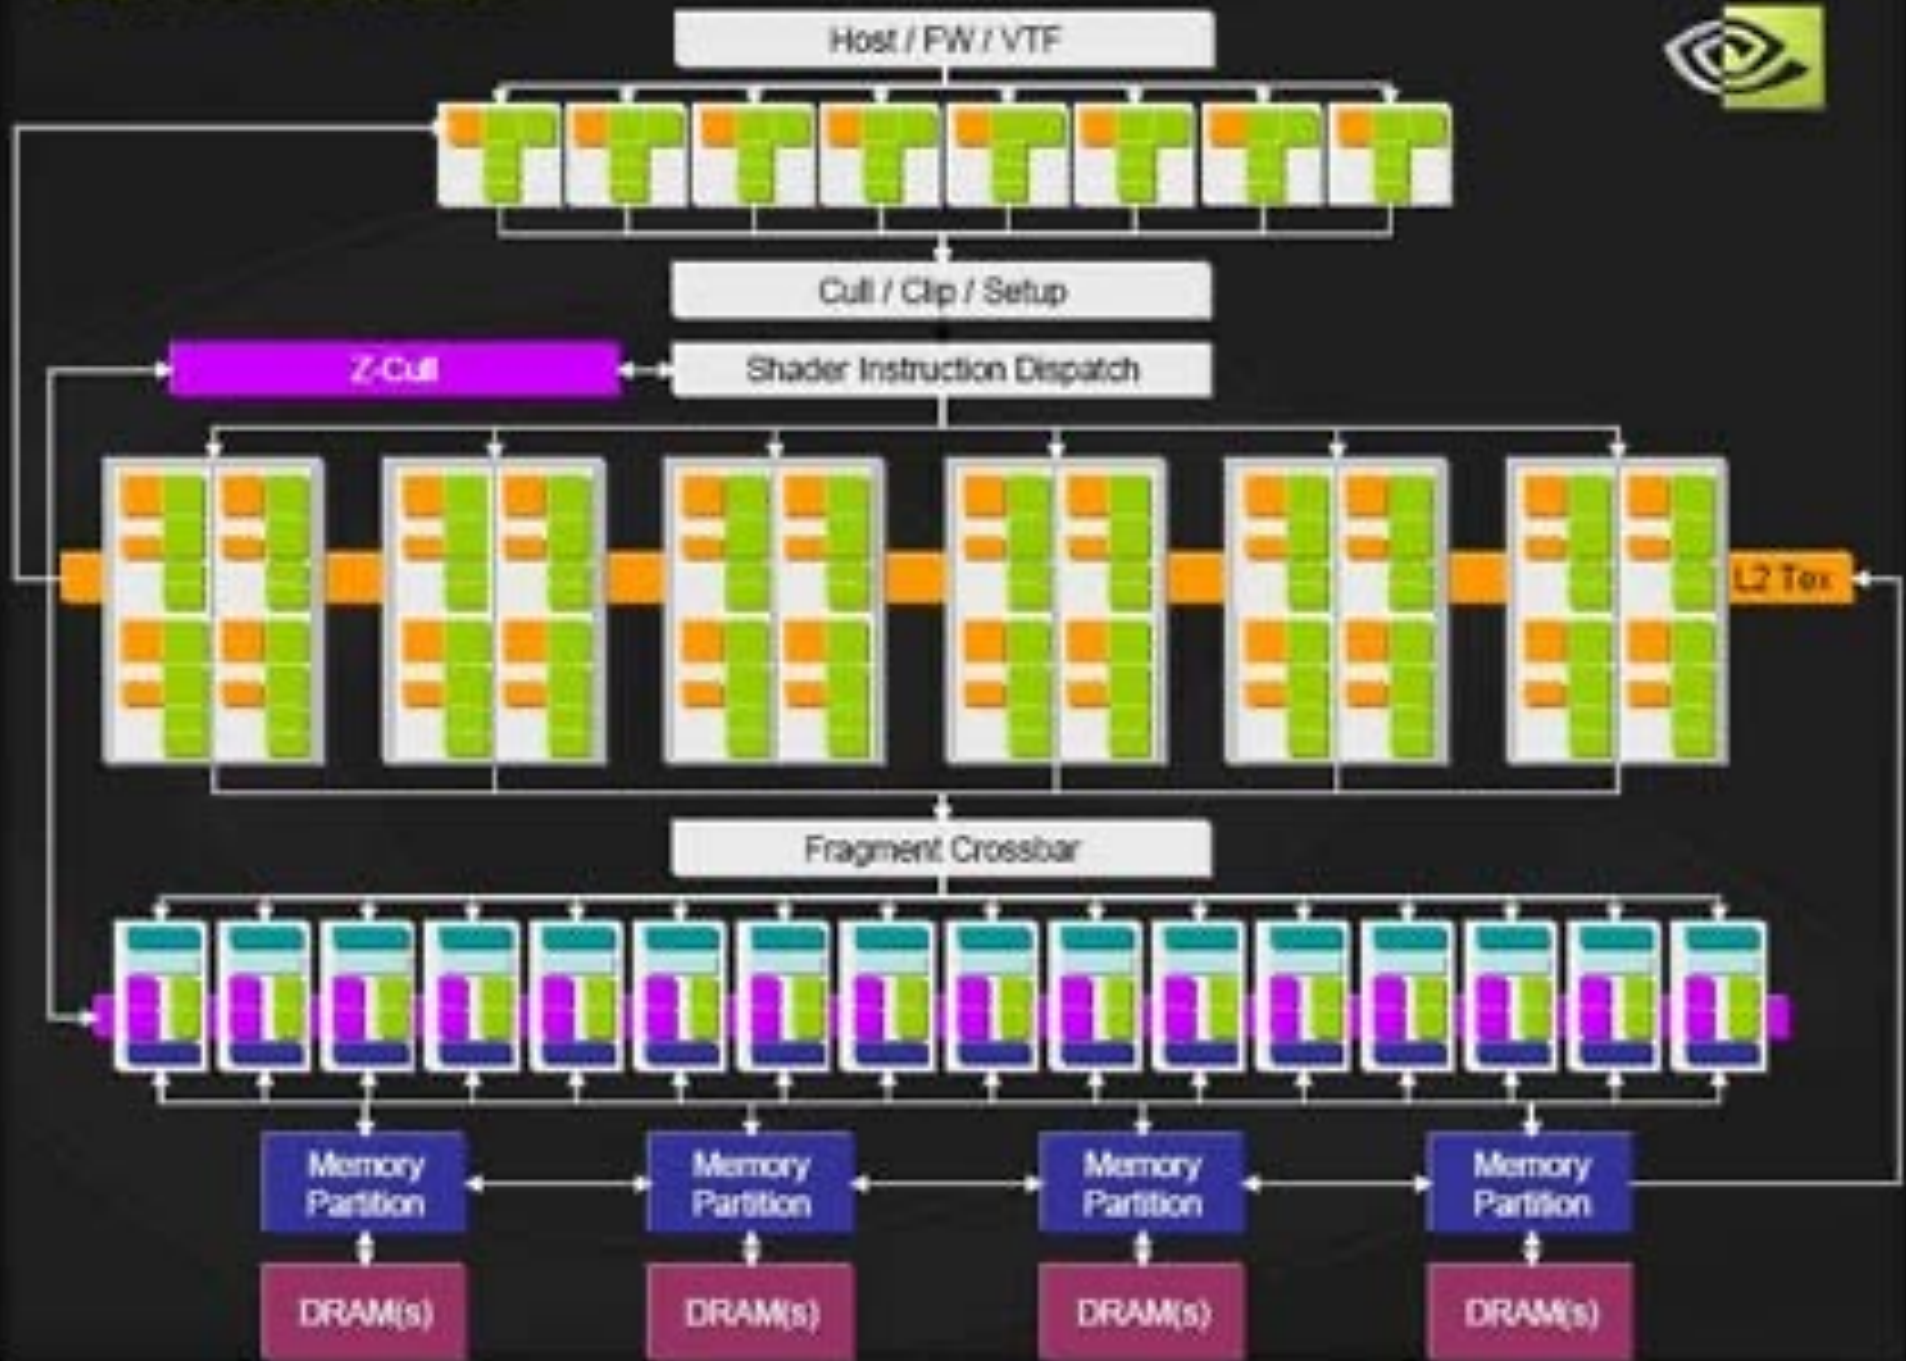 Host / FW / VTF
Cull / Clip / Setup
Z-Cull
Shader Instruction Dispatch
L2 Tex
Fragment Crossbar
Memory
Partition
Memory
Partition
Memory
Partition
Memory
Partition
DRAM(s)
DRAM(s)
DRAM(s)
DRAM(s)